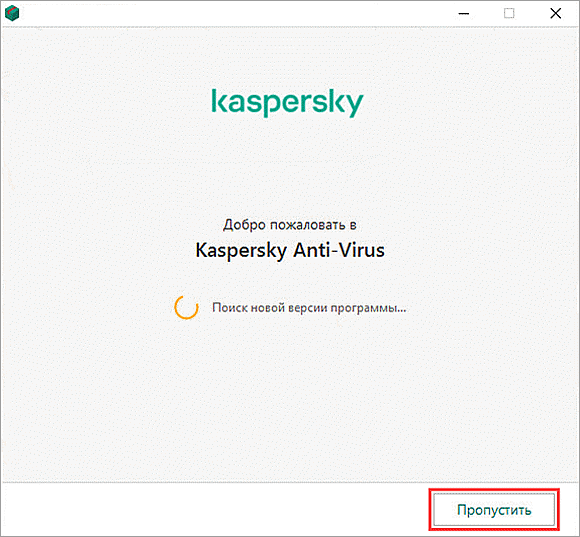 kaspersky
Добро пожаловать в
Kaspersky Anti-Virus
Поиск новой версии программы...
Пропустить